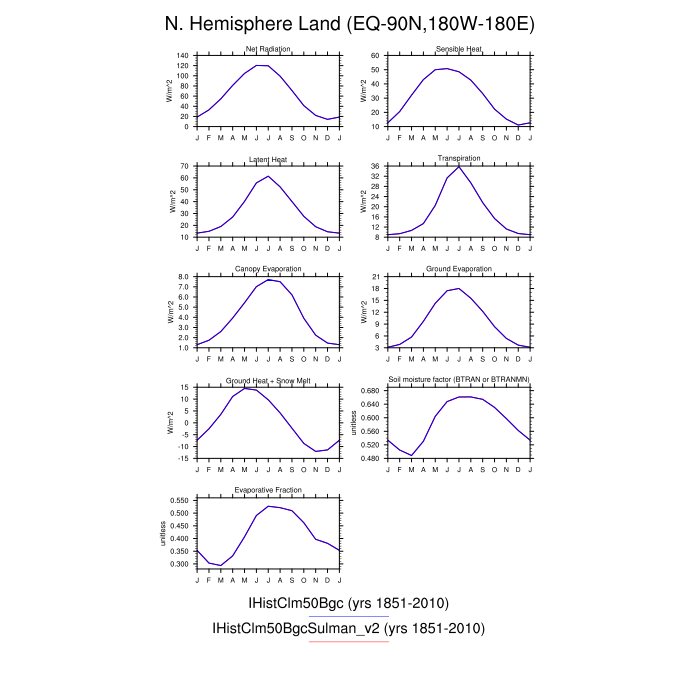 N. Hemisphere Land (EQ-90N,180W-180E)
Net Radiation
W/m^2
140
120
100
80
60
40
20
0
J F M A M J J A S O N D J
Sensible Heat
W/m^2
60
50
40
30
20
10
J F M A M J J A S O N D J
Latent Heat
W/m^2
70
60
50
40
30
20
10
J F M A M J J A S O N D J
Transpiration
W/m^2
36
32
28
24
20
16
12
8
J F M A M J J A S O N D J
Canopy Evaporation
W/m^2
8.0
7.0
6.0
5.0
4.0
3.0
2.0
1.0
J F M A M J J A S O N D J
Ground Evaporation
W/m^2
21
18
15
12
9
6
3
J F M A M J J A S O N D J
Ground Heat + Snow Melt
W/m^2
15
10
5
0
-5
-10
-15
J F M A M J J A S O N D J
Soil moisture factor (BTRAN or BTRANMN)
unitless
0.680
0.640
0.600
0.560
0.520
0.480
J F M A M J J A S O N D J
Evaporative Fraction
unitless
0.550
0.500
0.450
0.400
0.350
0.300
J F M A M J J A S O N D J
IHistClm50Bgc (yrs 1851-2010)
IHistClm50BgcSulman_v2 (yrs 1851-2010)